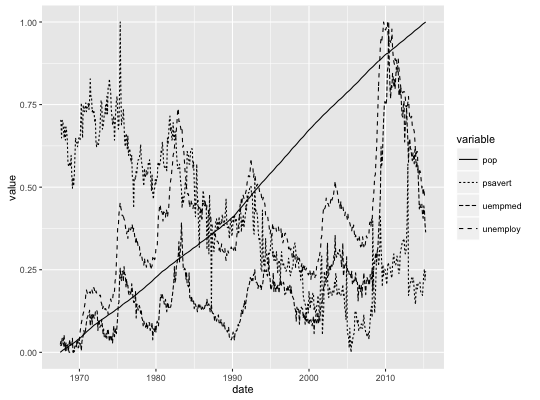 1.00
0.75
0.50
0.25
0.00
value
1970
1980
1990
2000
2010
date
variable
pop
psavert
uempmed
unemploy